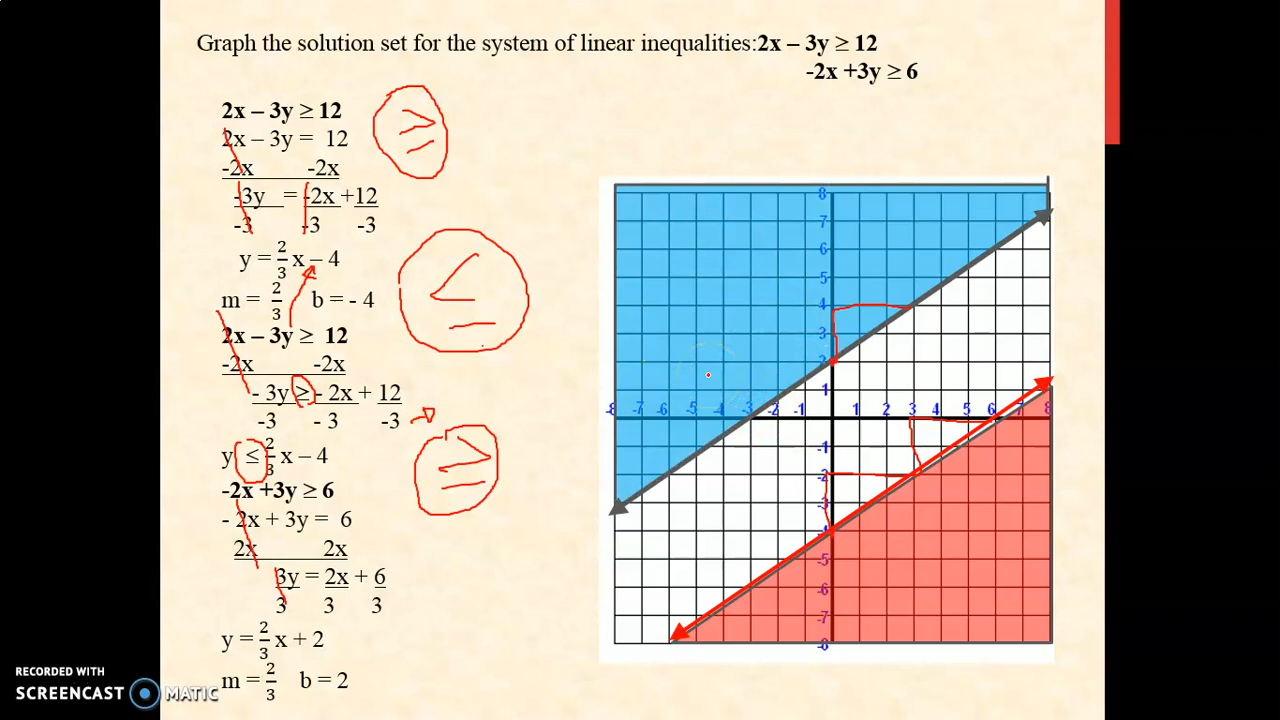 Graph the solution set for the system of linear inequalities:2x – 3y ≥ 12
-2x +3y ≥ 6
2x – 3y ≥ 12
2x – 3y = 12
-2x -2x
-3y = -2x +12
-3 -3 -3
y = 2/3 x – 4
m = 2/3 b = - 4
2x – 3y ≥ 12
-2x -2x
- 3y ≥ - 2x + 12
-3 - 3 -3
y ≤ 2/3 x – 4
-2x +3y ≥ 6
- 2x + 3y = 6
2x 2x
3y = 2x + 6
3 3 3
y = 2/3 x + 2
m = 2/3 b = 2
≥
≤
≥
8
7
6
5
4
3
2
1
-8 -7 -6 -5 -4 -3 -2 -1 1 2 3 4 5 6 7 8
-1
-2
-3
-4
-5
-6
-7
-8
RECORDED WITH
SCREENCAST MATIC